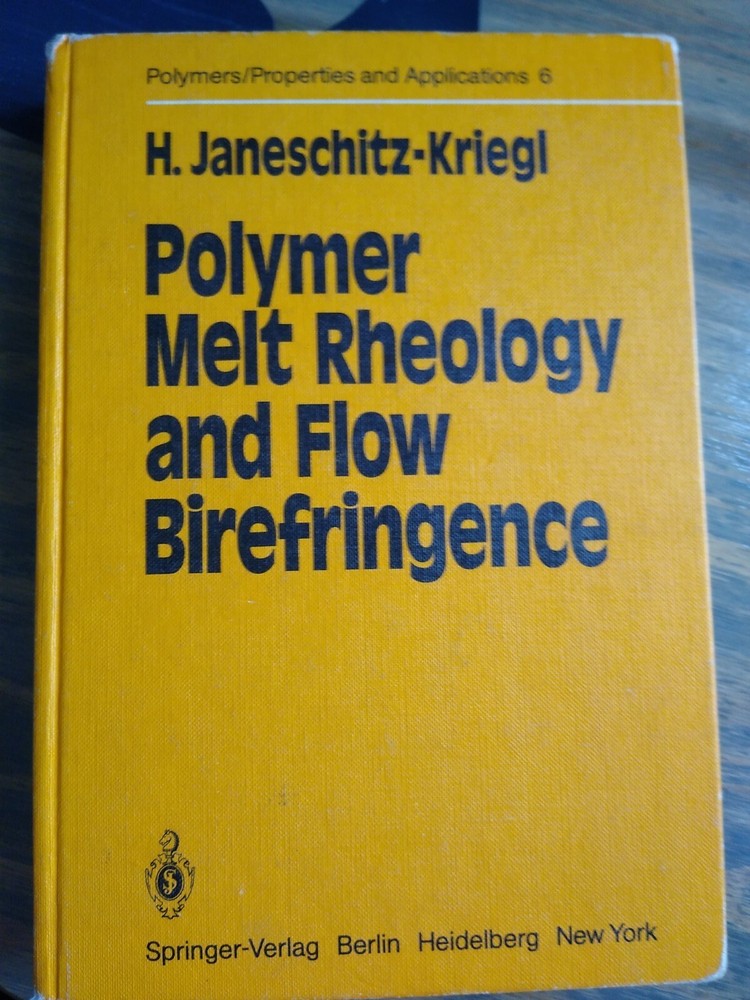 Polymers/Properties and Applications 6
H. Janeschitz-Kriegl
Polymer
Melt Rheology
and Flow
Birefringence
Springer-Verlag Berlin Heidelberg New York